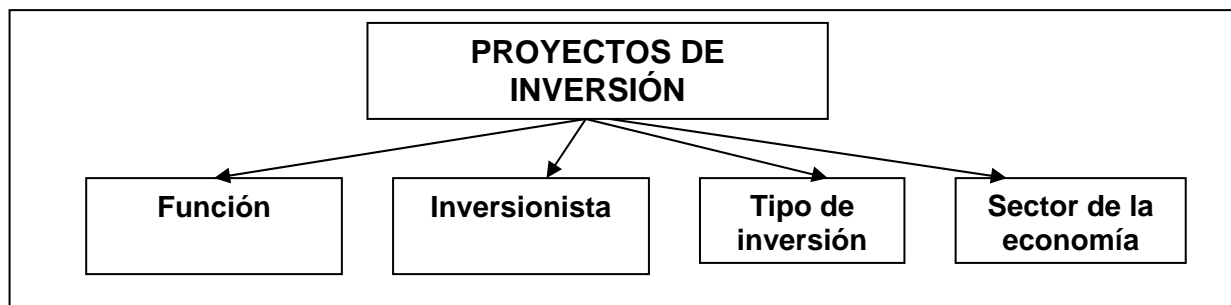 PROYECTOS DE
INVERSIÓN
Función
Inversionista
Tipo de
inversión
Sector de la
economía